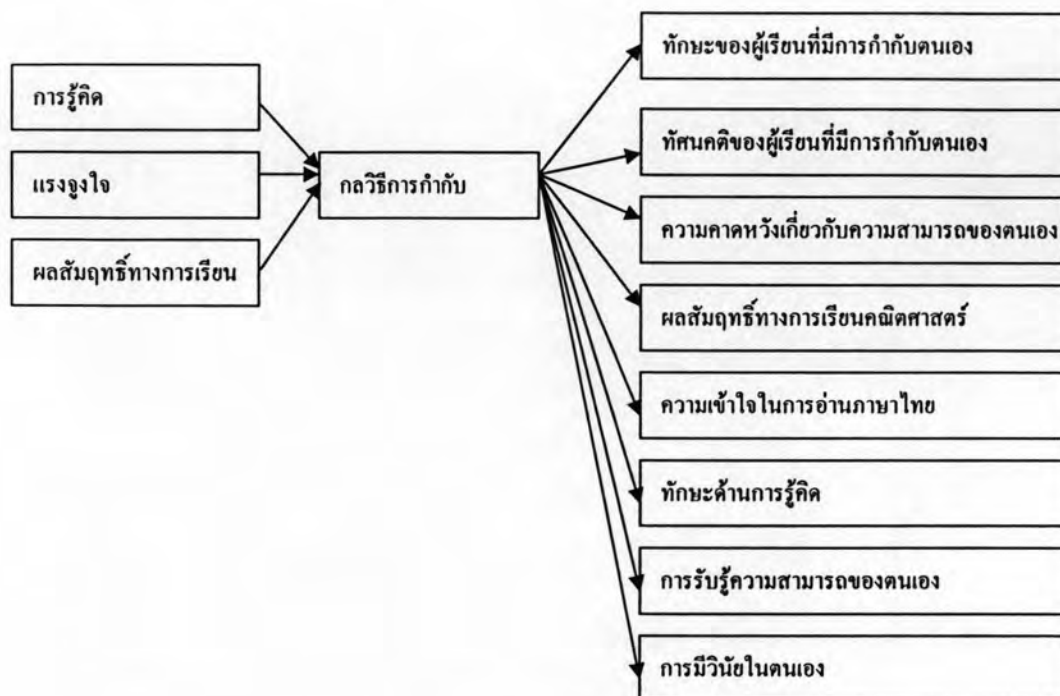 การรู้คิด
แรงจูงใจ
ผลสัมฤทธิ์ทางการเรียน
กลวิธีการกำกับ
ทักษะของผู้เรียนที่มีการกำกับตนเอง
ทัศนคติของผู้เรียนที่มีการกำกับตนเอง
ความคาดหวังเกี่ยวกับความสามารถของตนเอง
ผลสัมฤทธิ์ทางการเรียนคณิตศาสตร์
ความเข้าใจในการอ่านภาษาไทย
ทักษะด้านการรู้คิด
การรับรู้ความสามารถของตนเอง
การมีวินัยในตนเอง